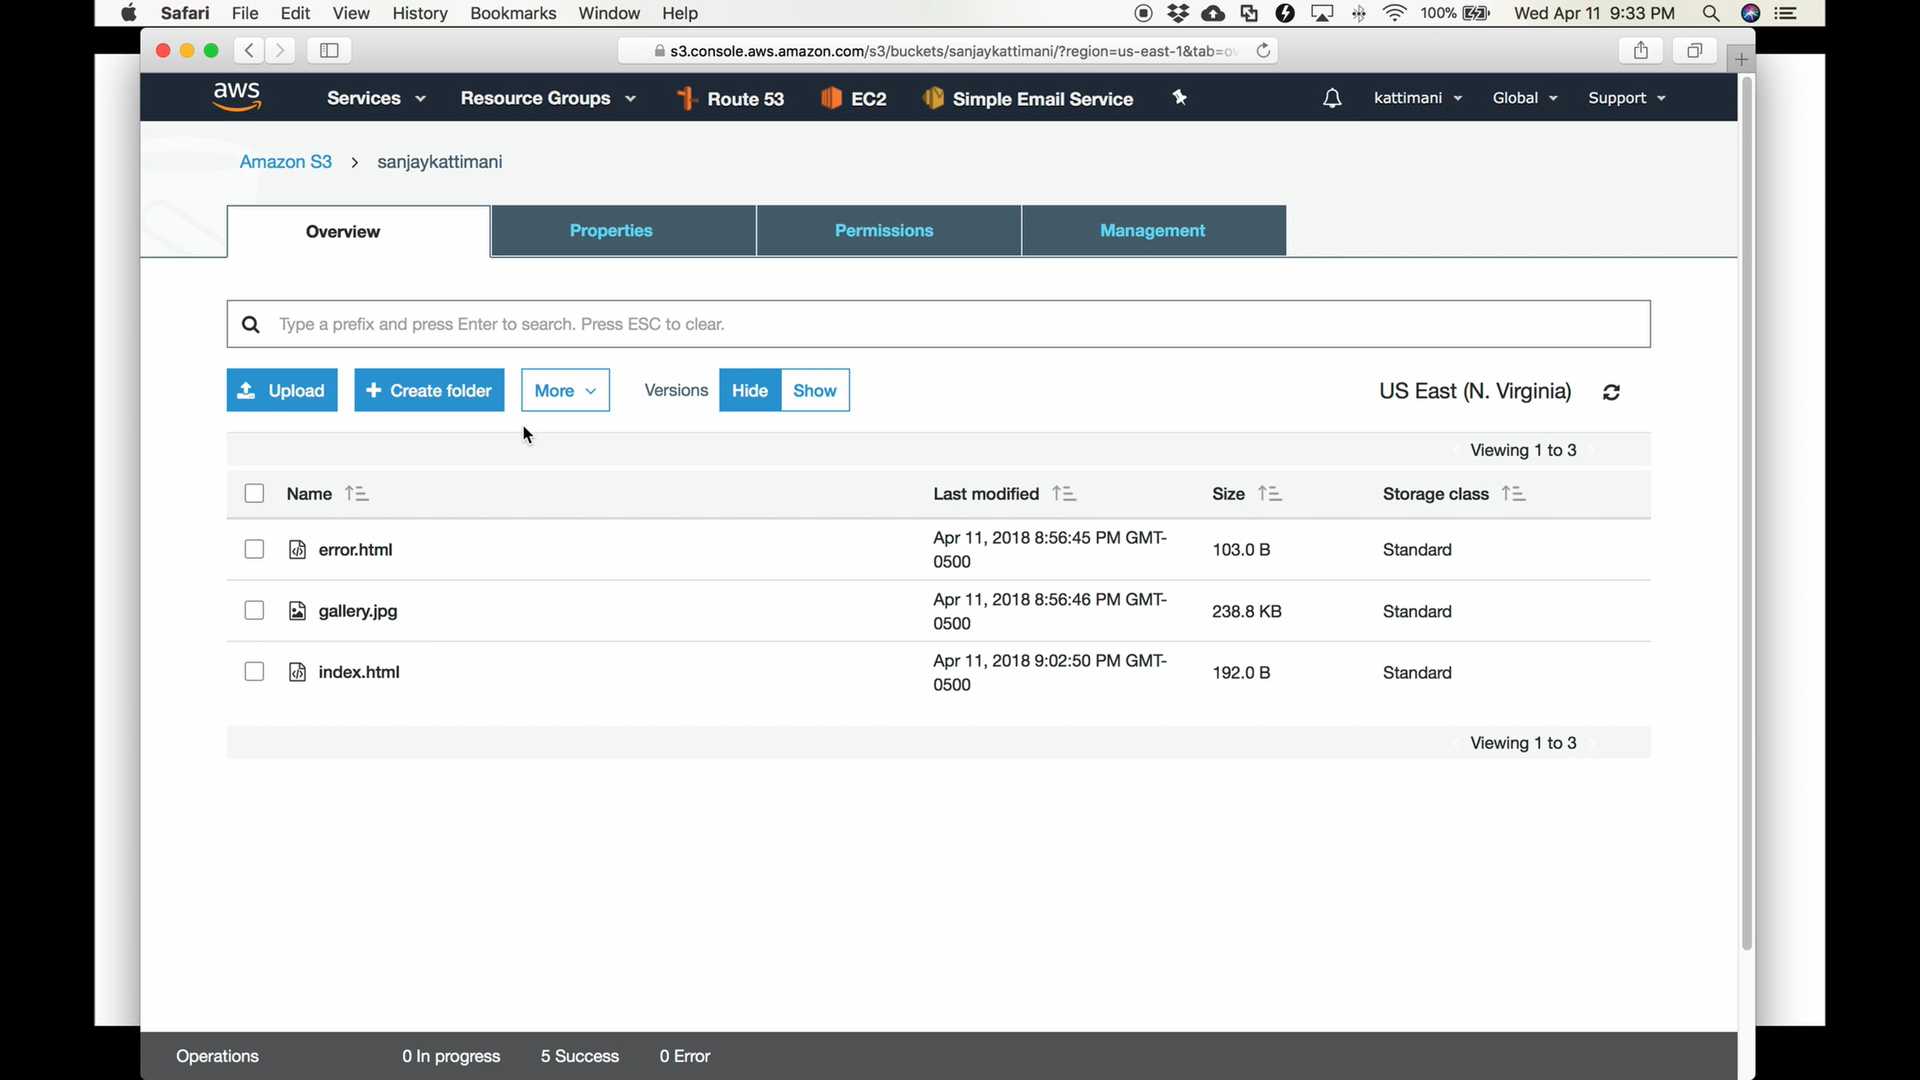 Safari File Edit View History Bookmarks Window Help 100% Wed Apr 11 9:33 PM
s3.console.aws.amazon.com/s3/buckets/sanjaykattimani/?region=us-east-1&tab=ov
aws Services Resource Groups Route 53 EC2 Simple Email Service kattimani Global Support
Amazon S3 > sanjaykattimani
Overview Properties Permissions Management
Type a prefix and press Enter to search. Press ESC to clear.
Upload + Create folder More Versions Hide Show US East (N. Virginia)
Viewing 1 to 3
Name Last modified Size Storage class
error.html Apr 11, 2018 8:56:45 PM GMT- 103.0 B Standard
0500
gallery.jpg Apr 11, 2018 8:56:46 PM GMT- 238.8 KB Standard
0500
index.html Apr 11, 2018 9:02:50 PM GMT- 192.0 B Standard
0500
Viewing 1 to 3
Operations 0 In progress 5 Success 0 Error